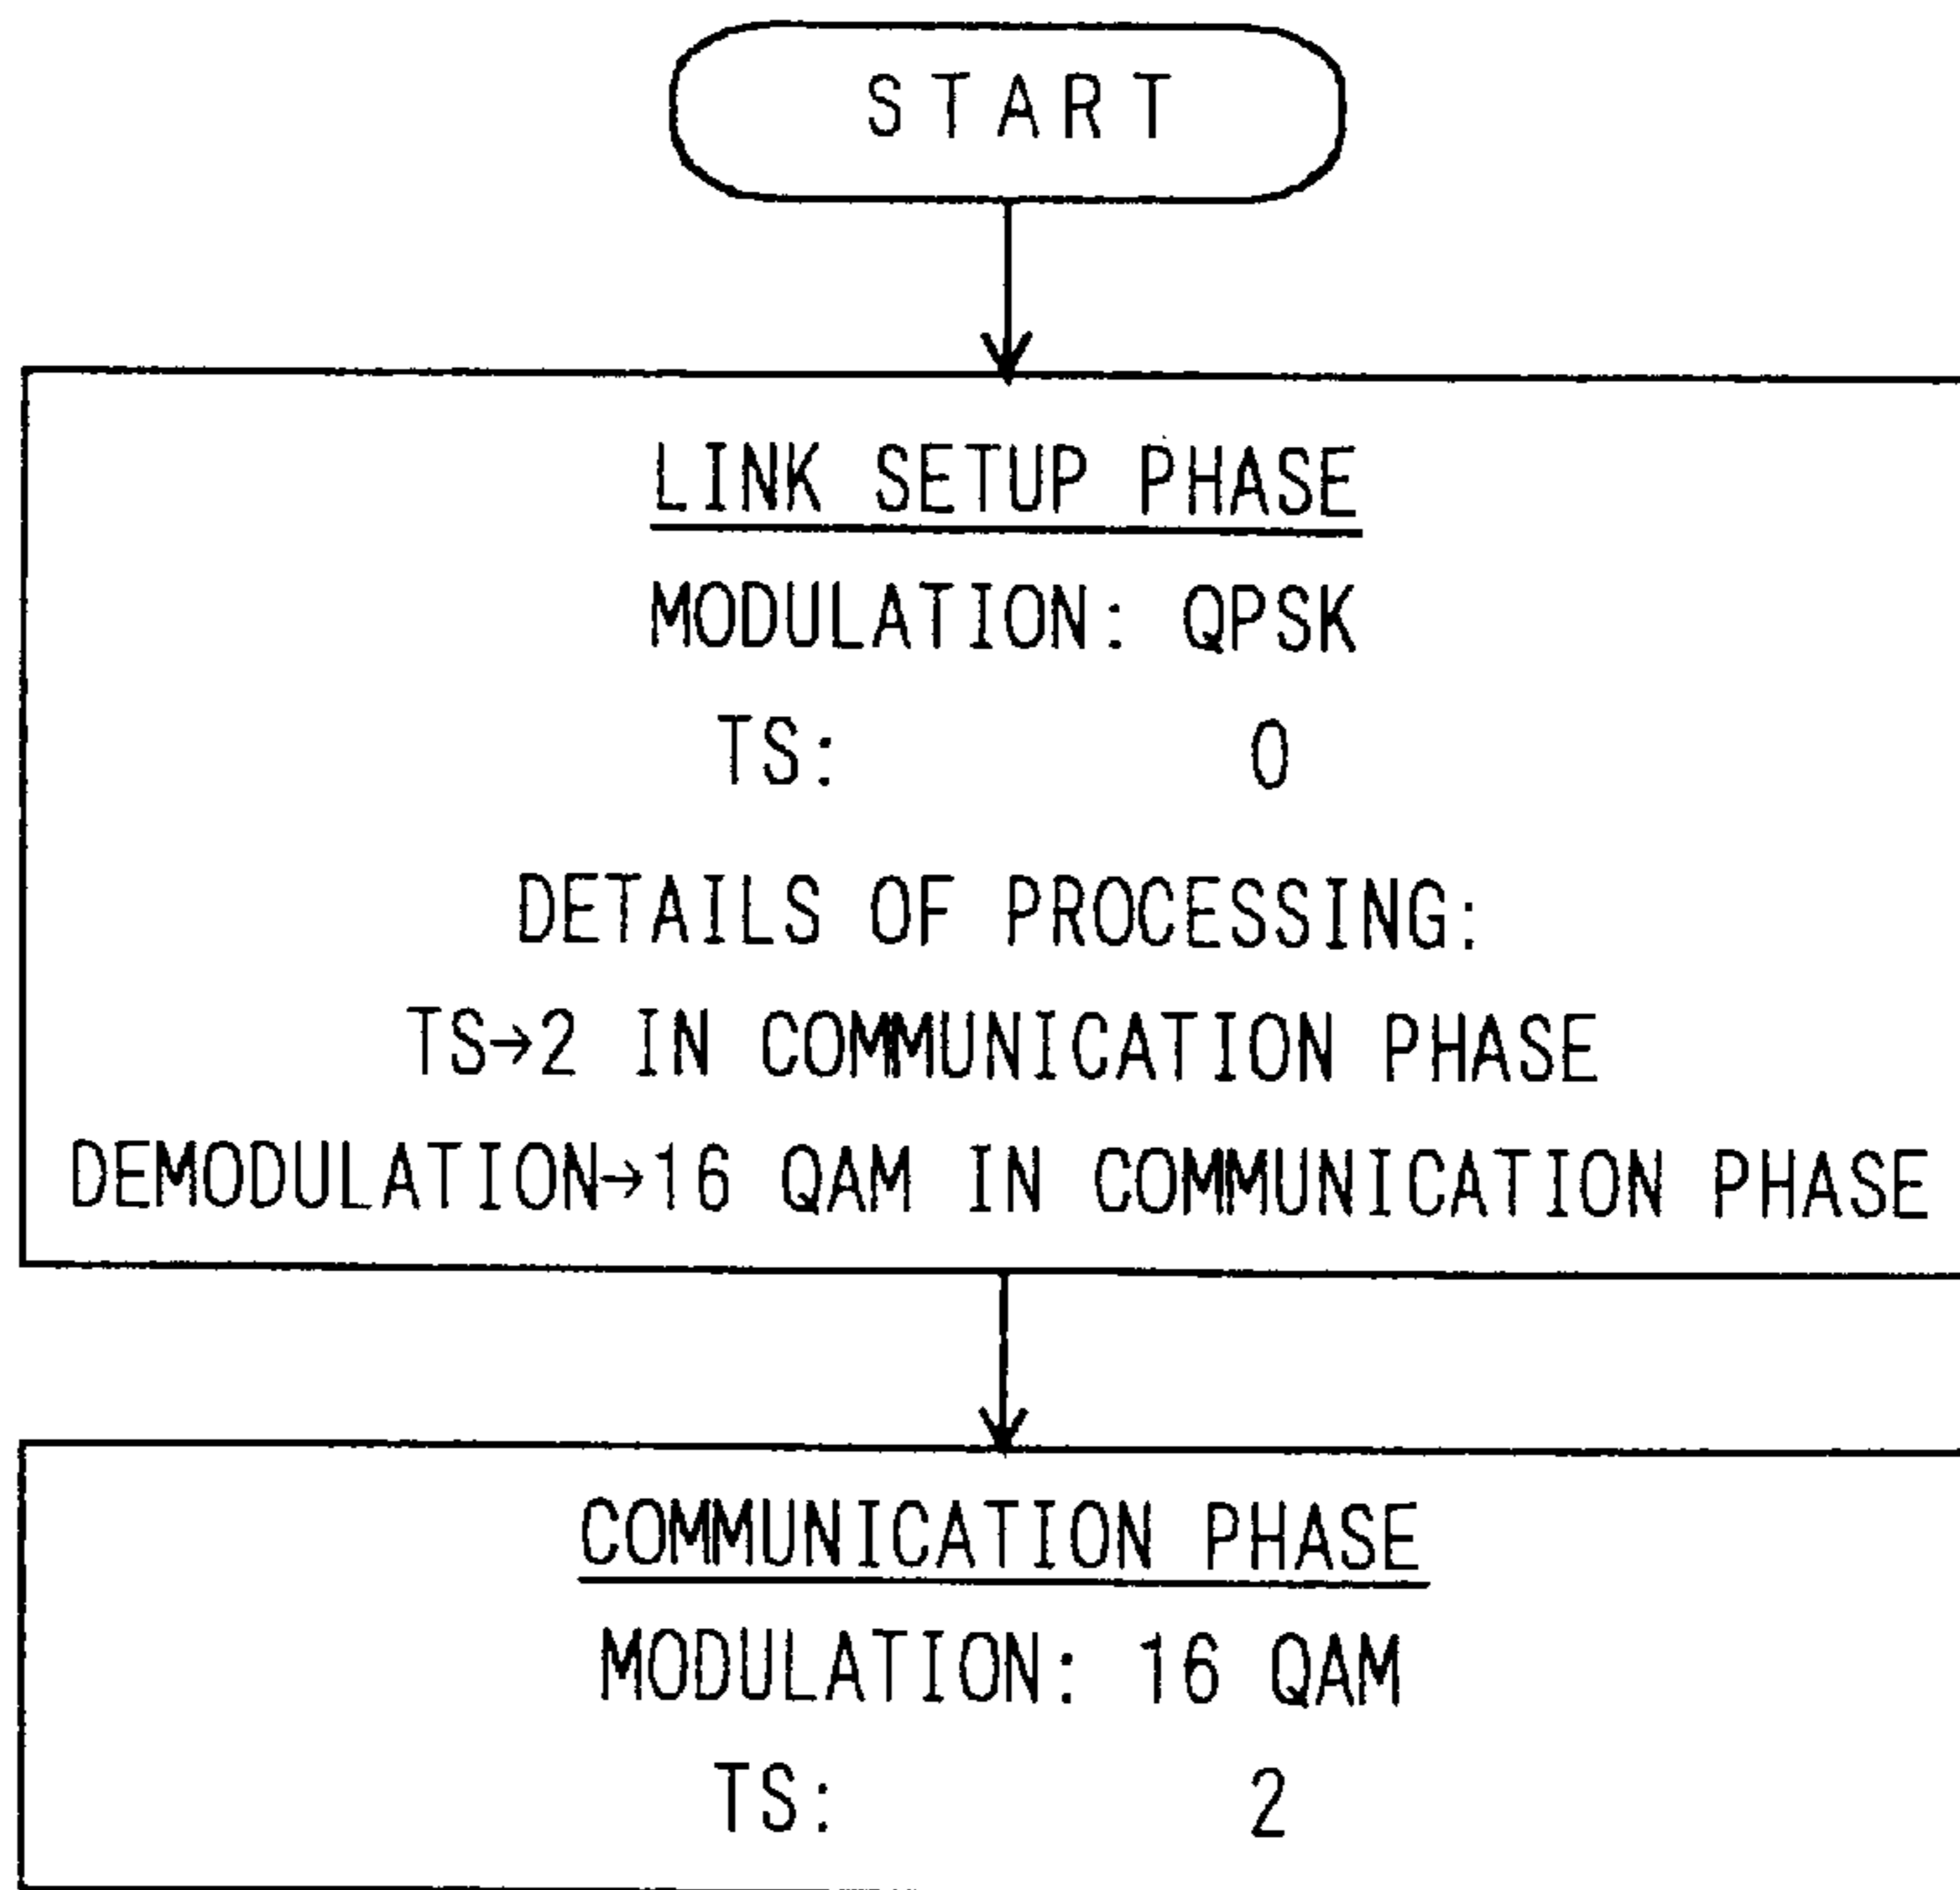 START
LINK SETUP PHASE
MODULATION: QPSK
TS: 0
DETAILS OF PROCESSING:
TS→2 IN COMMUNICATION PHASE
DEMODULATION→16 QAM IN COMMUNICATION PHASE
COMMUNICATION PHASE
MODULATION: 16 QAM
TS: 2